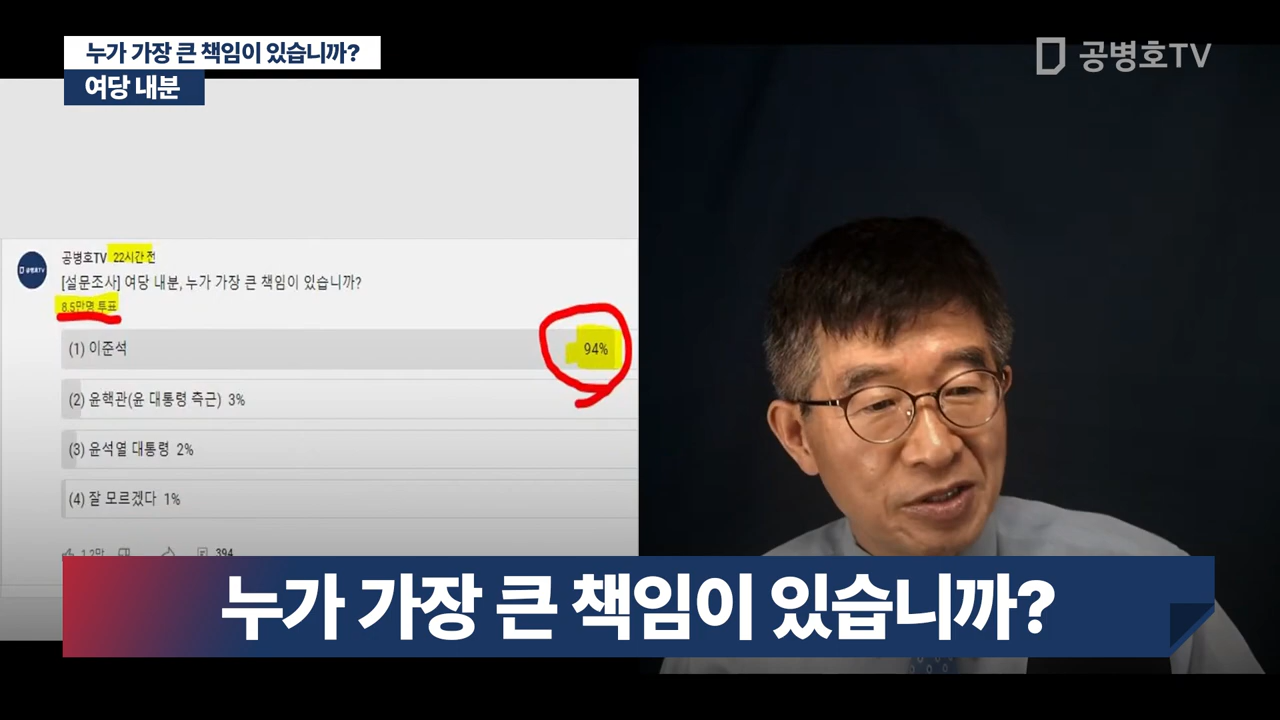 누가 가장 큰 책임이 있습니까?
여당 내분
공병호TV
공병호TV 22시간 전
[설문조사] 여당 내분, 누가 가장 큰 책임이 있습니까?
8.5만명 투표
(1) 이준석 94%
(2) 윤핵관(윤 대통령 측근) 3%
(3) 윤석열 대통령 2%
(4) 잘 모르겠다 1%
1.2만 394
누가 가장 큰 책임이 있습니까?